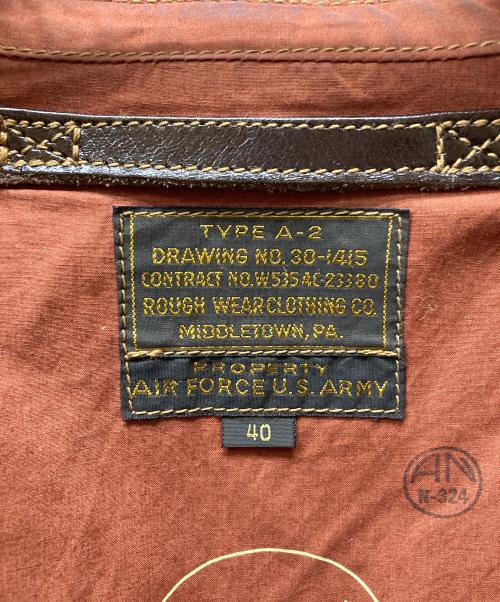 TYPE A-2
DRAWING NO. 30-1415
CONTRACT NO. W535 AC-23380
ROUGH WEAR CLOTHING CO.
MIDDLETOWN, PA.
PROPERTY
AIR FORCE U.S. ARMY
40
AN
N-324